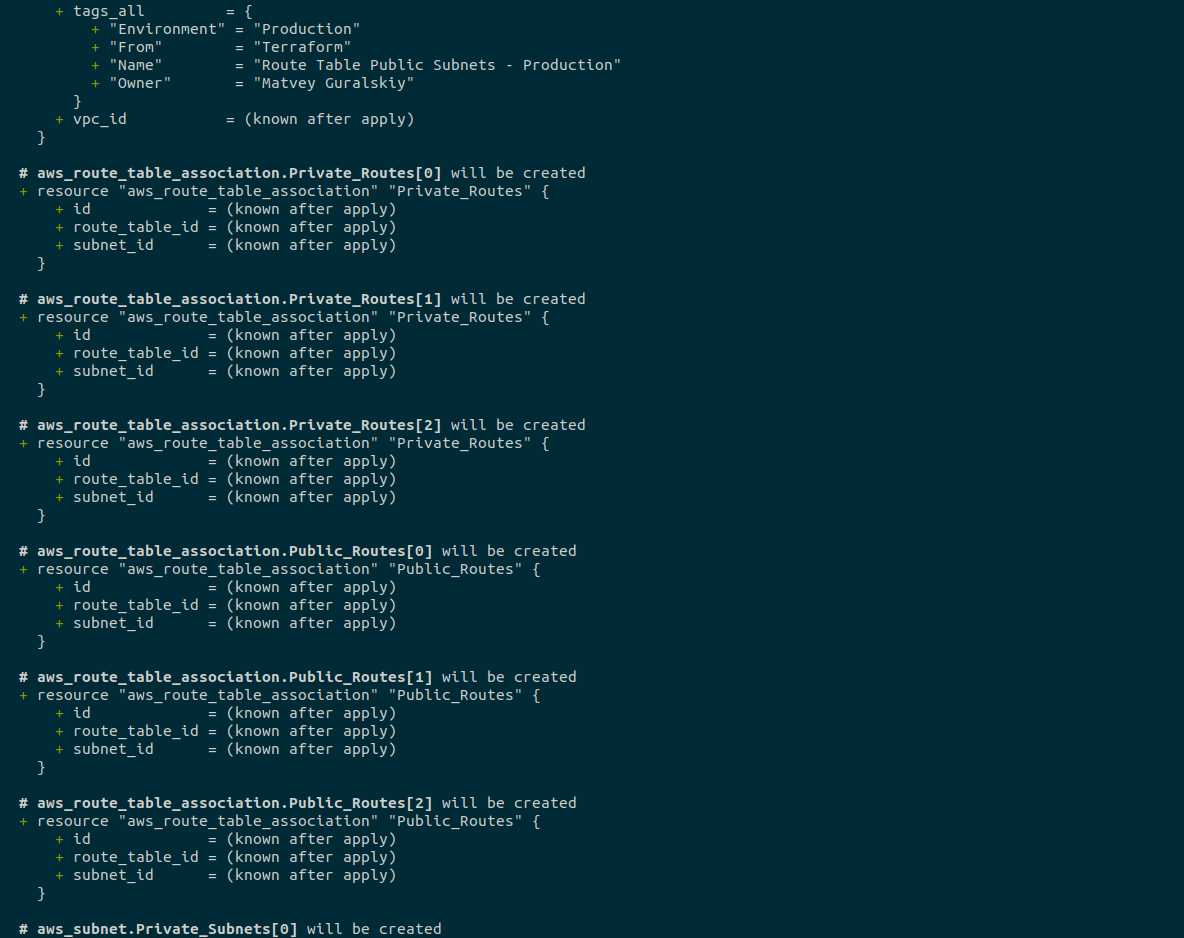 + tags_all         = {
+ "Environment" = "Production"
+ "From"        = "Terraform"
+ "Name"        = "Route Table Public Subnets - Production"
+ "Owner"       = "Matvey Guralskiy"
}
+ vpc_id           = (known after apply)
}
# aws_route_table_association.Private_Routes[0] will be created
+ resource "aws_route_table_association" "Private_Routes" {
+ id             = (known after apply)
+ route_table_id = (known after apply)
+ subnet_id      = (known after apply)
}
# aws_route_table_association.Private_Routes[1] will be created
+ resource "aws_route_table_association" "Private_Routes" {
+ id             = (known after apply)
+ route_table_id = (known after apply)
+ subnet_id      = (known after apply)
}
# aws_route_table_association.Private_Routes[2] will be created
+ resource "aws_route_table_association" "Private_Routes" {
+ id             = (known after apply)
+ route_table_id = (known after apply)
+ subnet_id      = (known after apply)
}
# aws_route_table_association.Public_Routes[0] will be created
+ resource "aws_route_table_association" "Public_Routes" {
+ id             = (known after apply)
+ route_table_id = (known after apply)
+ subnet_id      = (known after apply)
}
# aws_route_table_association.Public_Routes[1] will be created
+ resource "aws_route_table_association" "Public_Routes" {
+ id             = (known after apply)
+ route_table_id = (known after apply)
+ subnet_id      = (known after apply)
}
# aws_route_table_association.Public_Routes[2] will be created
+ resource "aws_route_table_association" "Public_Routes" {
+ id             = (known after apply)
+ route_table_id = (known after apply)
+ subnet_id      = (known after apply)
}
# aws_subnet.Private_Subnets[0] will be created